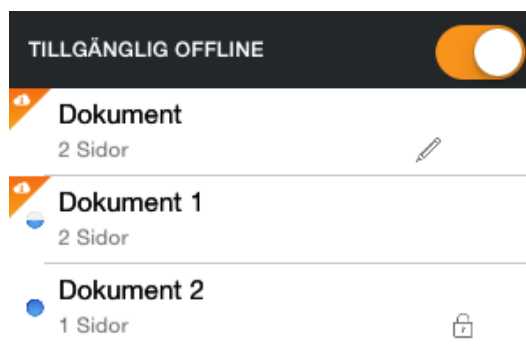 TILLGÄNGLIG OFFLINE
Dokument
2 Sidor
Dokument 1
2 Sidor
Dokument 2
1 Sidor